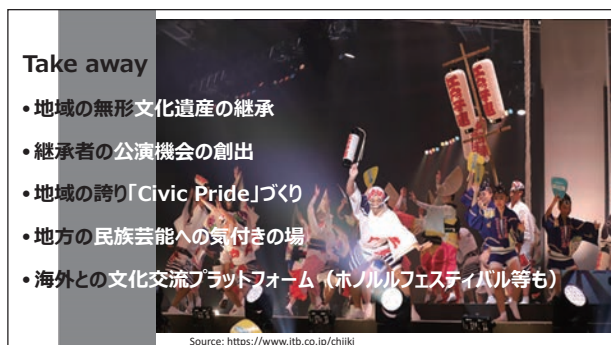 Take away
•地域の無形文化遺産の継承
•継承者の公演機会の創出
•地域の誇り「Civic Pride」づくり
•地方の民族芸能への気付きの場
•海外との文化交流プラットフォーム（ホノルルフェスティバル等も）
Source: https://www.jtb.co.jp/chiiki